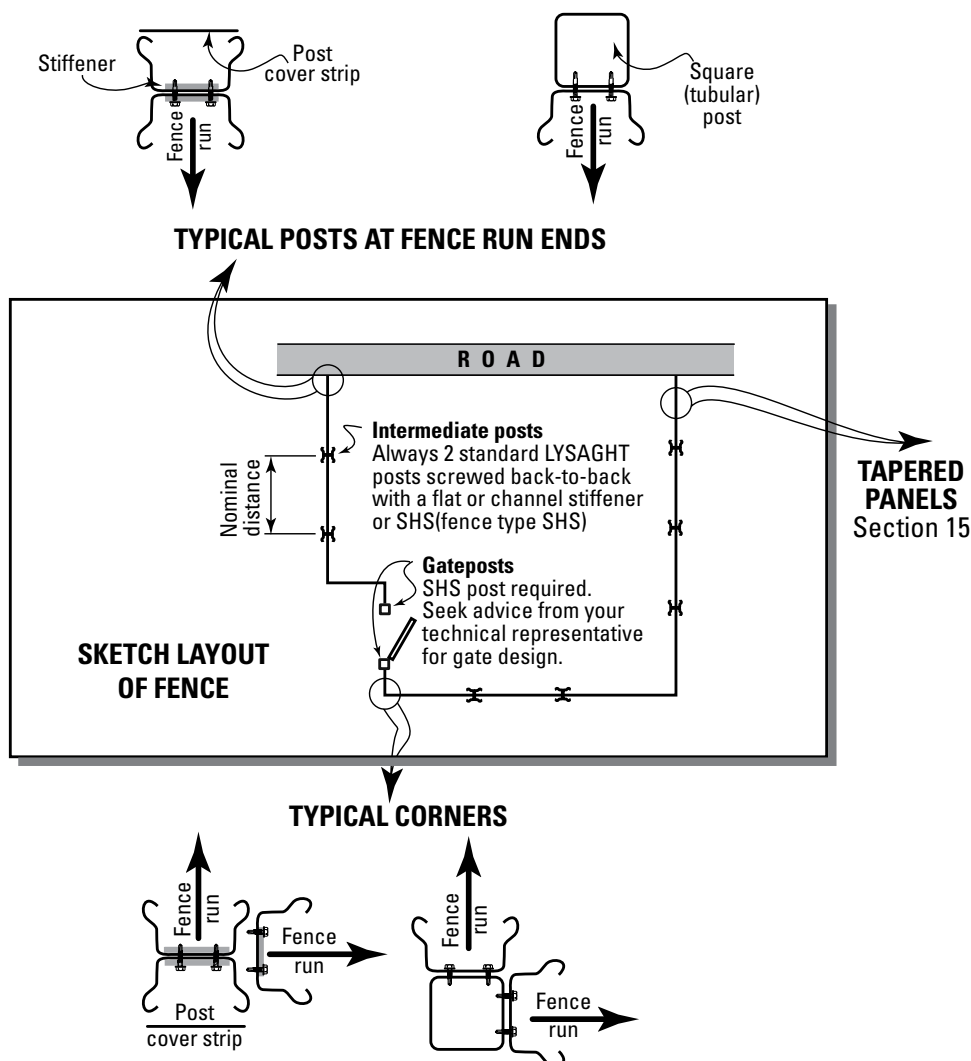 Stiffener
Post
cover strip
Fence
run
Square
(tubular)
post
Fence
run
TYPICAL POSTS AT FENCE RUN ENDS
ROAD
Intermediate posts
Always 2 standard LYSAGHT
posts screwed back-to-back
with a flat or channel stiffener
or SHS(fence type SHS)
Nominal
distance
TAPERED
PANELS
Section 15
Gateposts
SHS post required.
Seek advice from your
technical representative
for gate design.
SKETCH LAYOUT
OF FENCE
TYPICAL CORNERS
Fence
run
Fence
run
Post
cover strip
Fence
run
Fence
run